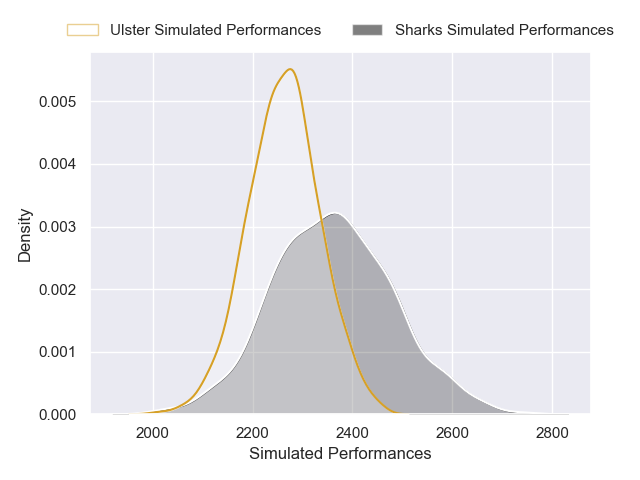 Ulster Simulated Performances
Sharks Simulated Performances
0.005
0.004
0.003
0.002
0.001
0.000
Density
2000
2200
2400
2600
2800
Simulated Performances